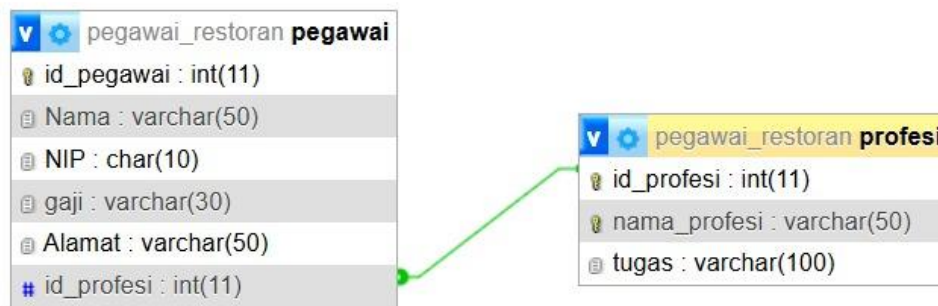 v pegawai_restoran pegawai
id_pegawai : int(11)
Nama : varchar(50)
NIP : char(10)
gaji : varchar(30)
Alamat : varchar(50)
# id_profesi : int(11)
v pegawai_restoran profesi
id_profesi : int(11)
nama_profesi : varchar(50)
tugas : varchar(100)